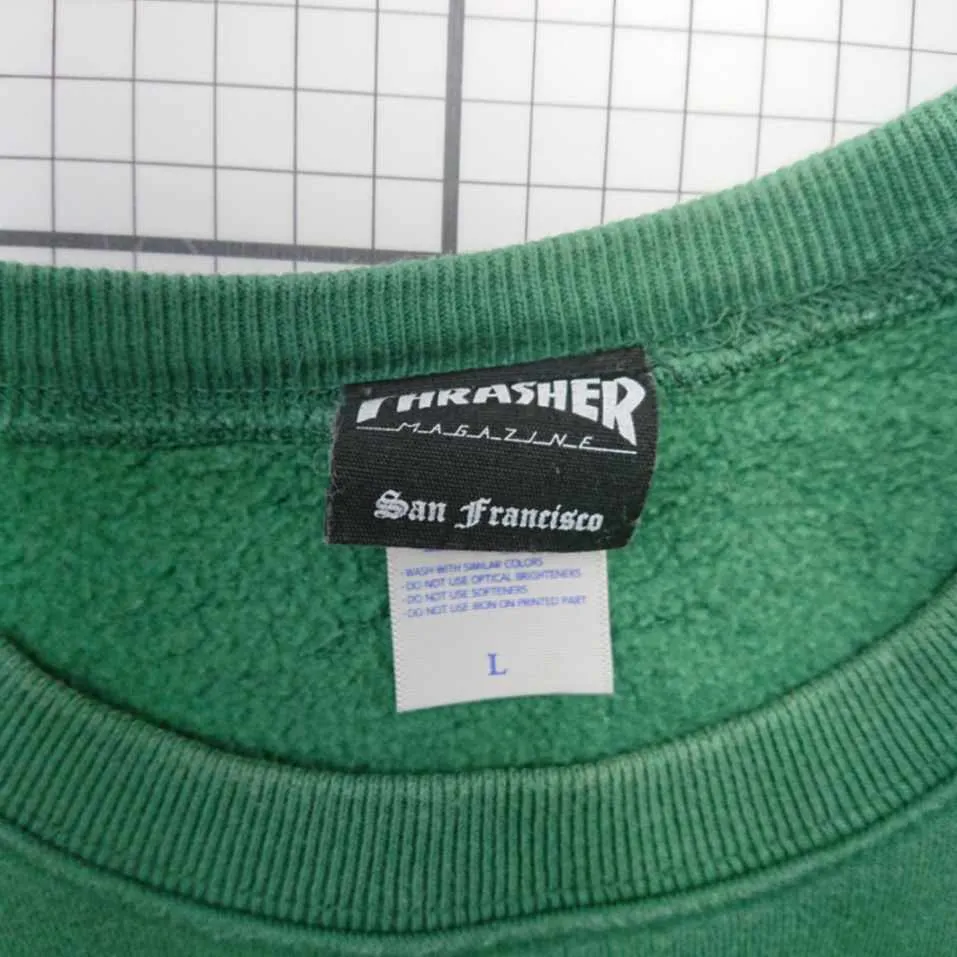 THRASHER
MAGAZINE
San Francisco
-WASH WITH SIMILAR COLORS
-DO NOT USE OPTICAL BRIGHTENERS
-DO NOT USE SOFTENERS
-DO NOT USE IRON ON PRINTED PART
L